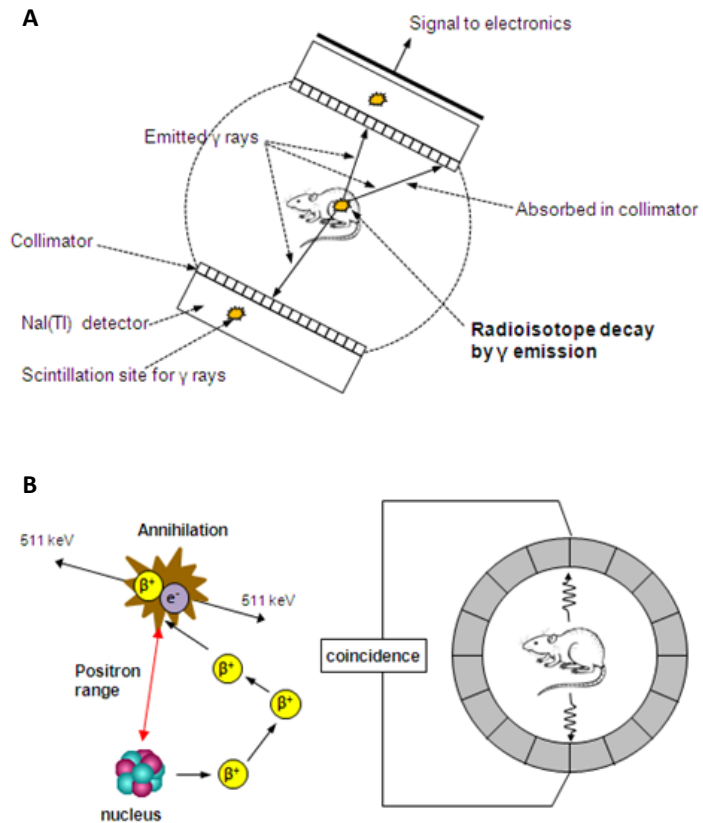 A
Signal to electronics
Emitted γ rays
Absorbed in collimator
Collimator
NaI(Tl) detector
Scintillation site for γ rays
Radioisotope decay
by γ emission
B
Annihilation
511 keV
β⁺
e⁻
511 keV
β⁺
Positron
range
β⁺
β⁺
nucleus
coincidence